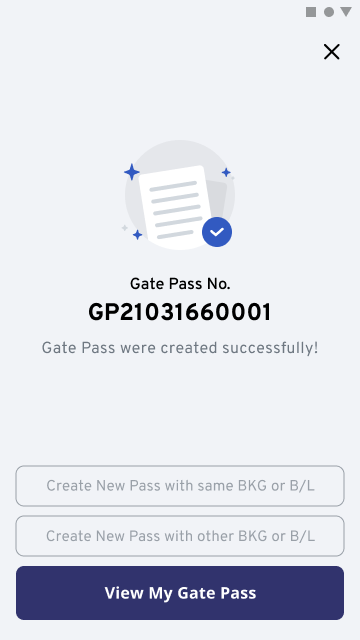 Gate Pass No.
GP21031660001
Gate Pass were created successfully!
Create New Pass with same BKG or B/L
Create New Pass with other BKG or B/L
View My Gate Pass